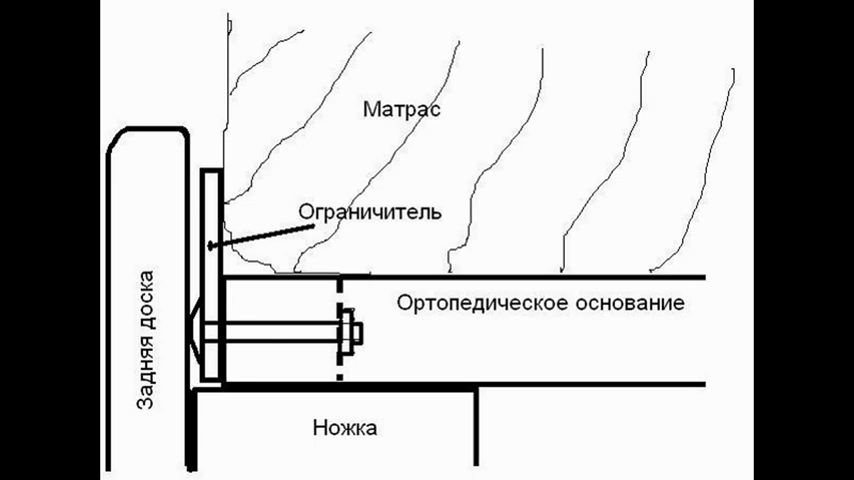 Матрас
Ограничитель
Ортопедическое основание
Задняя доска
Ножка